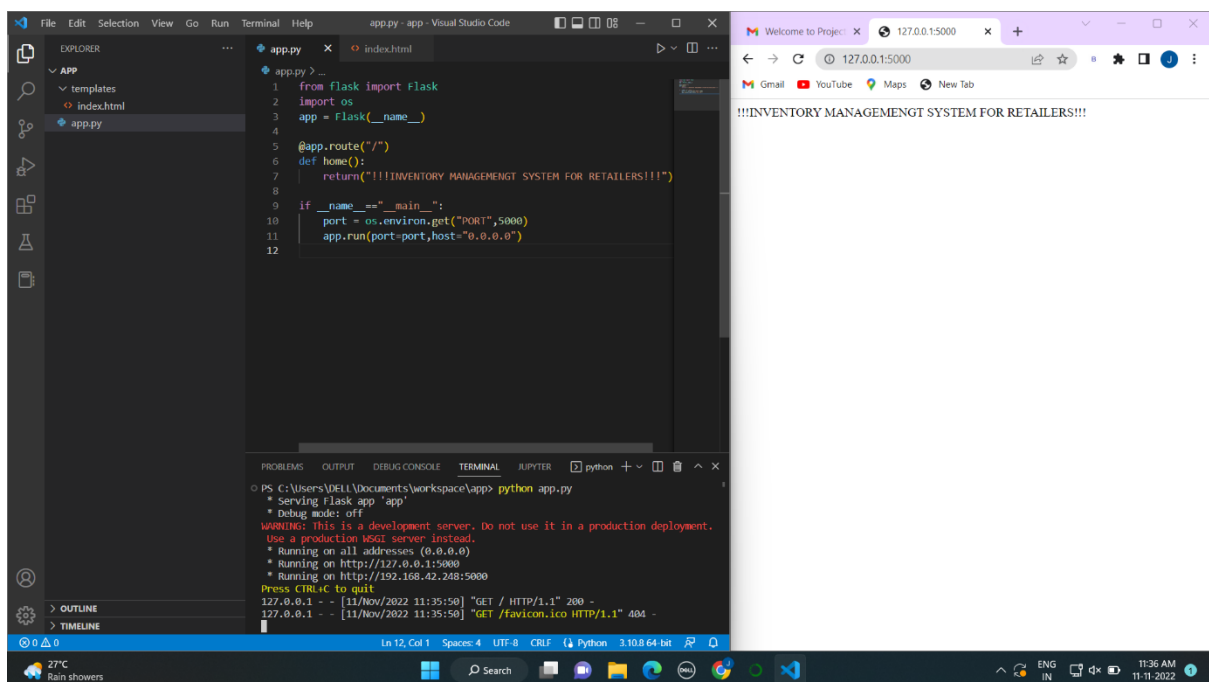 File Edit Selection View Go Run Terminal Help app.py - app - Visual Studio Code
EXPLORER
APP
templates
index.html
app.py
app.py index.html
app.py > ...
1 from flask import Flask
2 import os
3 app = Flask(__name__)
4
5 @app.route("/")
6 def home():
7 return("!!!INVENTORY MANAGEMENGT SYSTEM FOR RETAILERS!!!")
8
9 if __name__=="__main__":
10 port = os.environ.get("PORT",5000)
11 app.run(port=port,host="0.0.0.0")
12
PROBLEMS OUTPUT DEBUG CONSOLE TERMINAL JUPYTER python
PS C:\Users\DELL\Documents\workspace\app> python app.py
* Serving Flask app 'app'
* Debug mode: off
WARNING: This is a development server. Do not use it in a production deployment.
Use a production WSGI server instead.
* Running on all addresses (0.0.0.0)
* Running on http://127.0.0.1:5000
* Running on http://192.168.42.248:5000
Press CTRL+C to quit
127.0.0.1 - - [11/Nov/2022 11:35:50] "GET / HTTP/1.1" 200 -
127.0.0.1 - - [11/Nov/2022 11:35:50] "GET /favicon.ico HTTP/1.1" 404 -
OUTLINE
TIMELINE
0 0 Ln 12, Col 1 Spaces: 4 UTF-8 CRLF Python 3.10.8 64-bit
Welcome to Project 127.0.0.1:5000
127.0.0.1:5000
Gmail YouTube Maps New Tab
!!!INVENTORY MANAGEMENGT SYSTEM FOR RETAILERS!!!
27°C
Rain showers
Search
ENG
IN
11:36 AM
11-11-2022
1